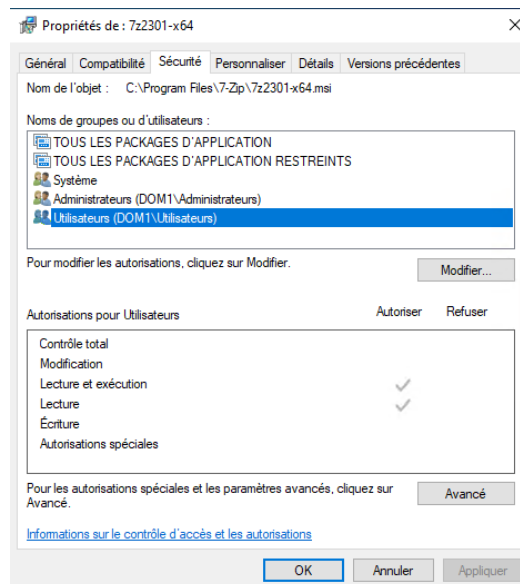 Propriétés de : 7z2301-x64
Général Compatibilité Sécurité Personnaliser Détails Versions précédentes
Nom de l'objet : C:\Program Files\7-Zip\7z2301-x64.msi
Noms de groupes ou d'utilisateurs :
TOUS LES PACKAGES D'APPLICATION
TOUS LES PACKAGES D'APPLICATION RESTREINTS
Système
Administrateurs (DOM1\Administrateurs)
Utilisateurs (DOM1\Utilisateurs)
Pour modifier les autorisations, cliquez sur Modifier.
Modifier...
Autorisations pour Utilisateurs Autoriser Refuser
Contrôle total
Modification
Lecture et exécution
Lecture
Écriture
Autorisations spéciales
Pour les autorisations spéciales et les paramètres avancés, cliquez sur
Avancé.
Avancé
Informations sur le contrôle d'accès et les autorisations
OK Annuler Appliquer